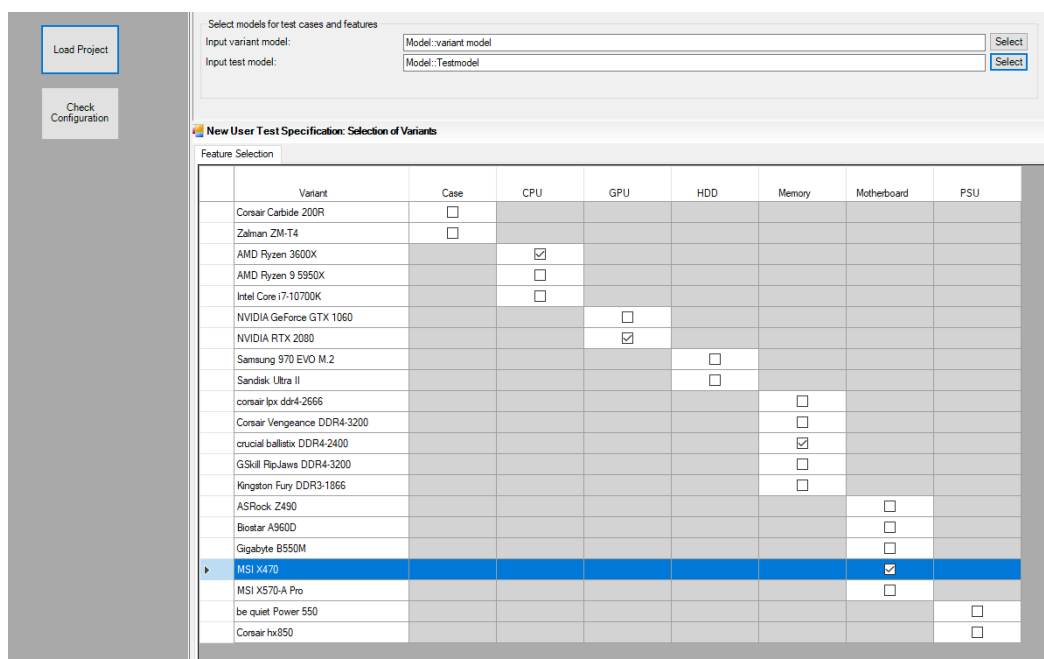 Select models for test cases and features
Load Project
Input variant model: Model::variant model Select
Input test model: Model::Testmodel Select
Check
Configuration
New User Test Specification: Selection of Variants
Feature Selection
Variant Case CPU GPU HDD Memory Motherboard PSU
Corsair Carbide 200R
Zalman ZM-T4
AMD Ryzen 3600X
AMD Ryzen 9 5950X
Intel Core i7-10700K
NVIDIA GeForce GTX 1060
NVIDIA RTX 2080
Samsung 970 EVO M.2
Sandisk Ultra II
corsair lpx ddr4-2666
Corsair Vengeance DDR4-3200
crucial ballistix DDR4-2400
GSkill RipJaws DDR4-3200
Kingston Fury DDR3-1866
ASRock Z490
Biostar A960D
Gigabyte B550M
MSI X470
MSI X570-A Pro
be quiet Power 550
Corsair hx850